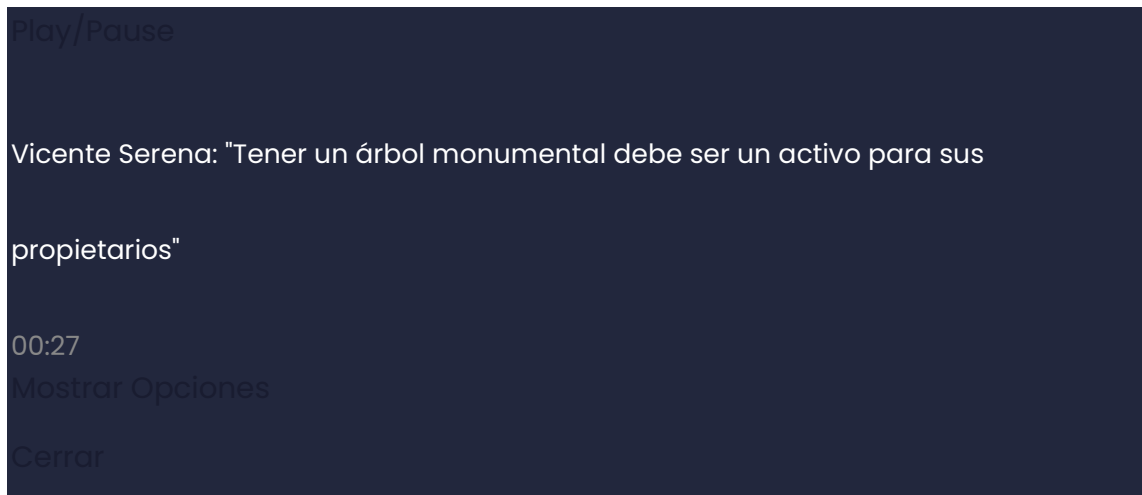 Play/Pause
Vicente Serena: "Tener un árbol monumental debe ser un activo para sus
propietarios"
00:27
Mostrar Opciones
Cerrar